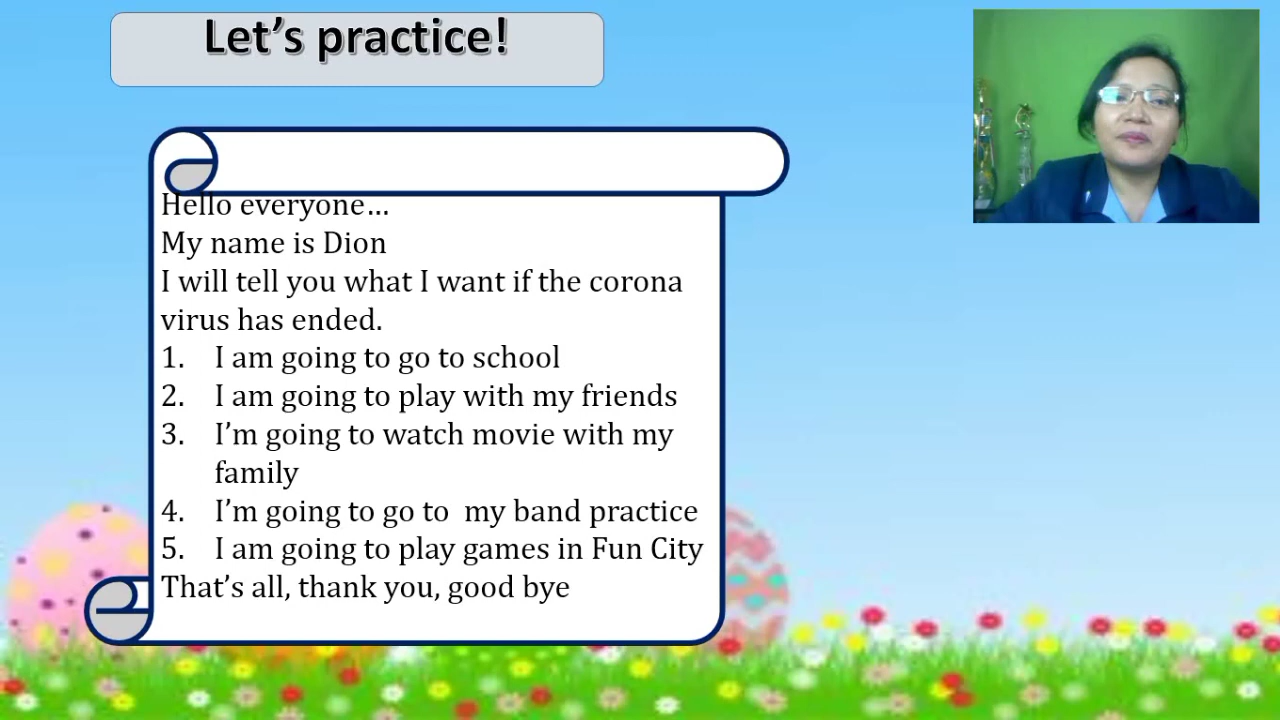 Let's practice!
Hello everyone…
My name is Dion
I will tell you what I want if the corona
virus has ended.
1. I am going to go to school
2. I am going to play with my friends
3. I'm going to watch movie with my
family
4. I'm going to go to  my band practice
5. I am going to play games in Fun City
That's all, thank you, good bye